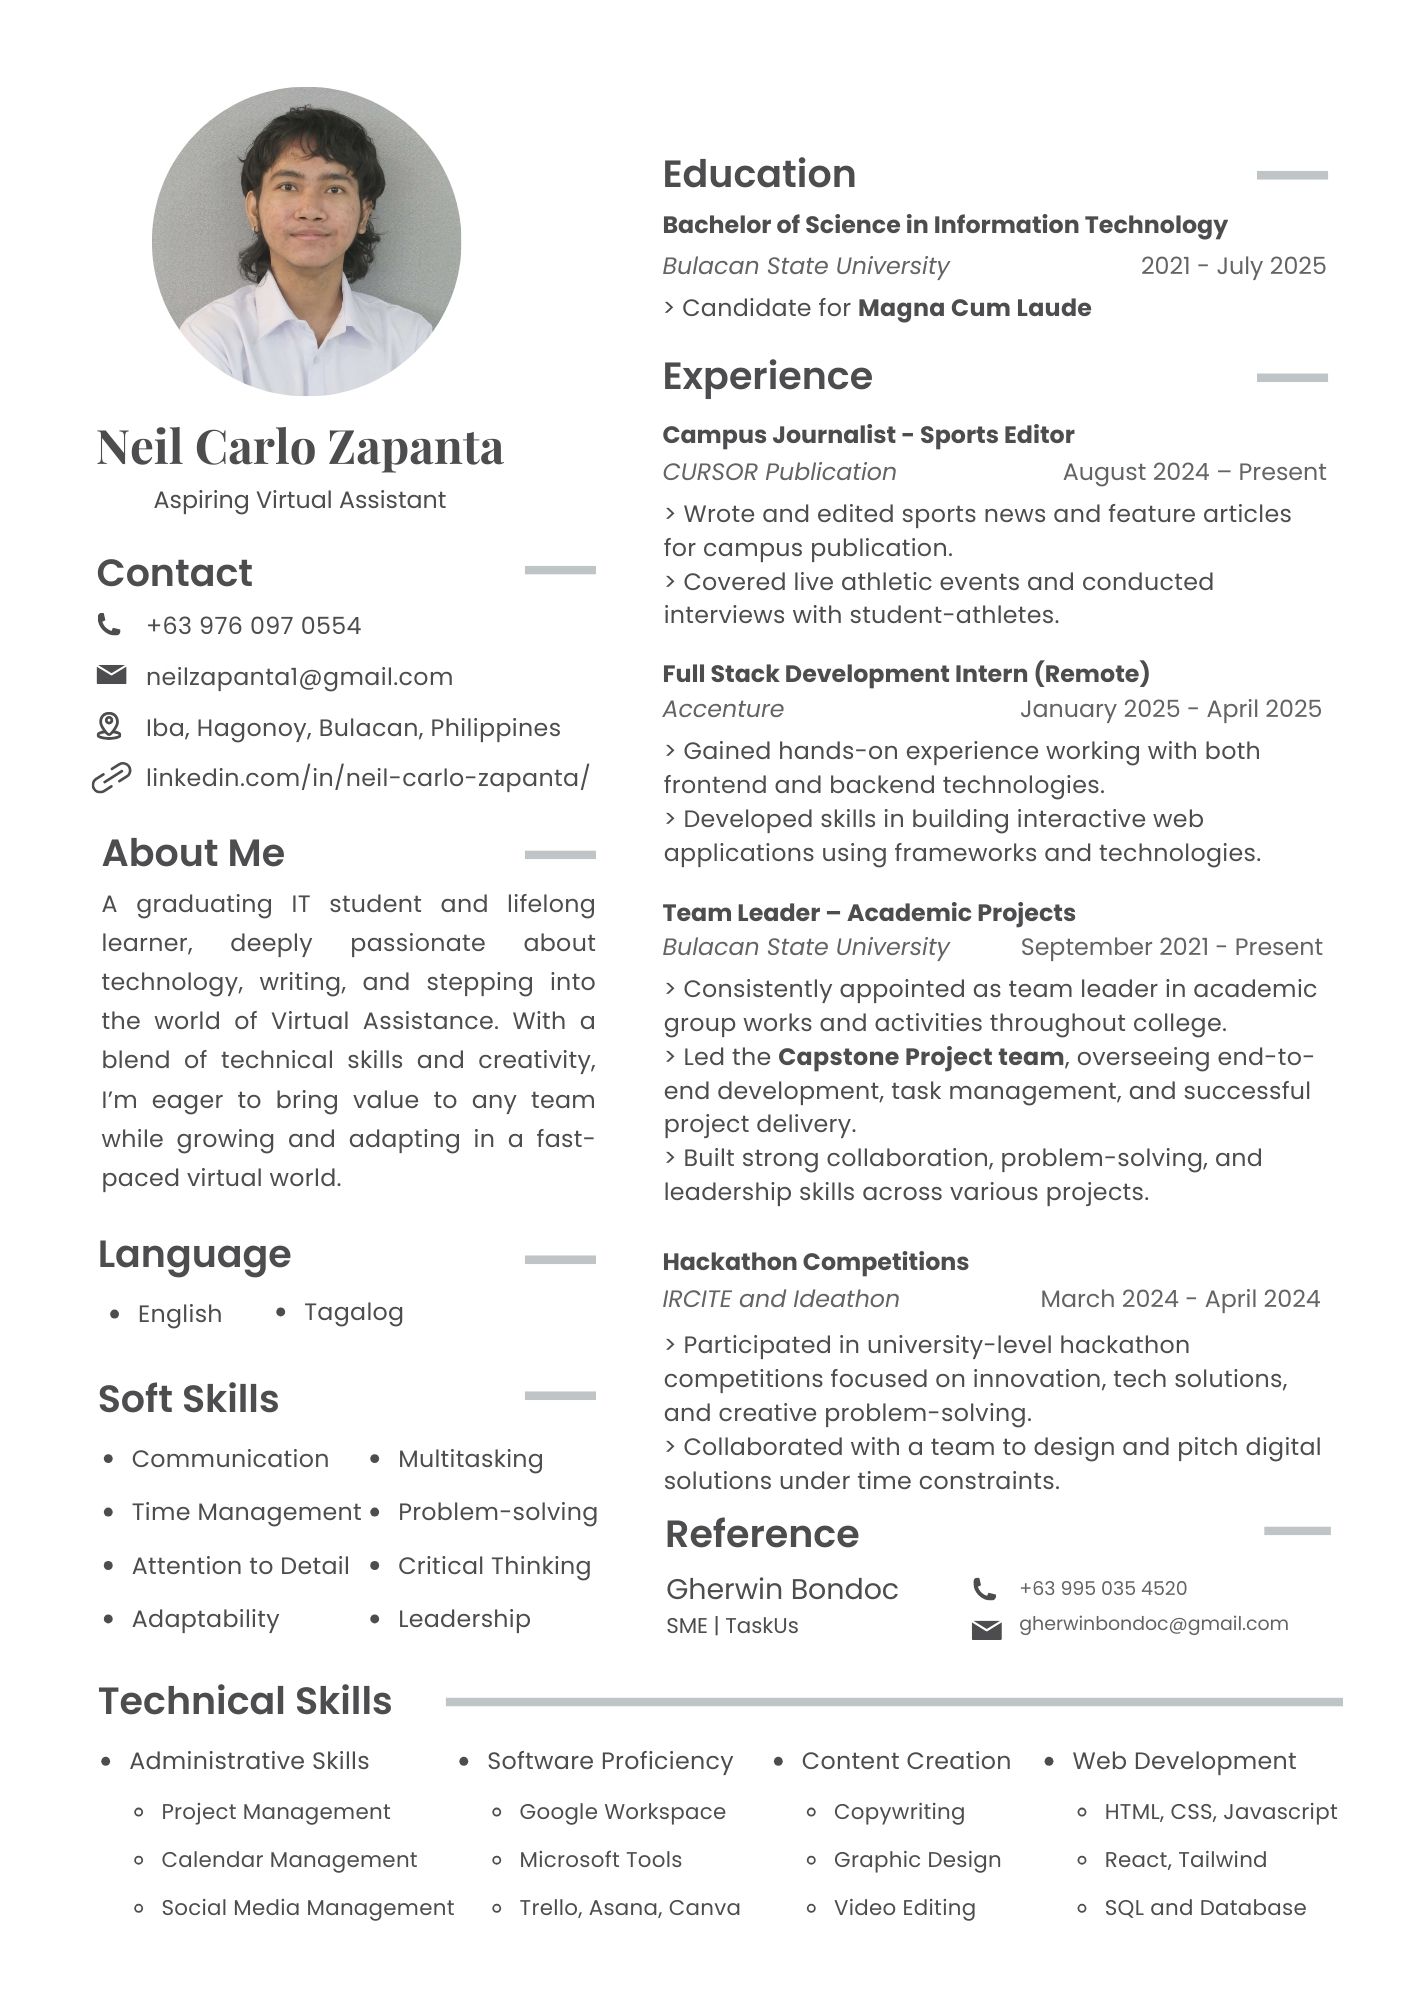 Neil Carlo Zapanta
Aspiring Virtual Assistant
Contact
+63 976 097 0554
neilzapanta1@gmail.com
Iba, Hagonoy, Bulacan, Philippines
linkedin.com/in/neil-carlo-zapanta/
About Me
A graduating IT student and lifelong
learner, deeply passionate about
technology, writing, and stepping into
the world of Virtual Assistance. With a
blend of technical skills and creativity,
I’m eager to bring value to any team
while growing and adapting in a fast-
paced virtual world.
Language
• English • Tagalog
Soft Skills
• Communication • Multitasking
• Time Management • Problem-solving
• Attention to Detail • Critical Thinking
• Adaptability • Leadership
Education
Bachelor of Science in Information Technology
Bulacan State University 2021 - July 2025
> Candidate for Magna Cum Laude
Experience
Campus Journalist - Sports Editor
CURSOR Publication August 2024 – Present
> Wrote and edited sports news and feature articles
for campus publication.
> Covered live athletic events and conducted
interviews with student-athletes.
Full Stack Development Intern (Remote)
Accenture January 2025 - April 2025
> Gained hands-on experience working with both
frontend and backend technologies.
> Developed skills in building interactive web
applications using frameworks and technologies.
Team Leader – Academic Projects
Bulacan State University September 2021 - Present
> Consistently appointed as team leader in academic
group works and activities throughout college.
> Led the Capstone Project team, overseeing end-to-
end development, task management, and successful
project delivery.
> Built strong collaboration, problem-solving, and
leadership skills across various projects.
Hackathon Competitions
IRCITE and Ideathon March 2024 - April 2024
> Participated in university-level hackathon
competitions focused on innovation, tech solutions,
and creative problem-solving.
> Collaborated with a team to design and pitch digital
solutions under time constraints.
Reference
Gherwin Bondoc +63 995 035 4520
SME | TaskUs gherwinbondoc@gmail.com
Technical Skills
• Administrative Skills • Software Proficiency • Content Creation • Web Development
Project Management Google Workspace Copywriting HTML, CSS, Javascript
Calendar Management Microsoft Tools Graphic Design React, Tailwind
Social Media Management Trello, Asana, Canva Video Editing SQL and Database